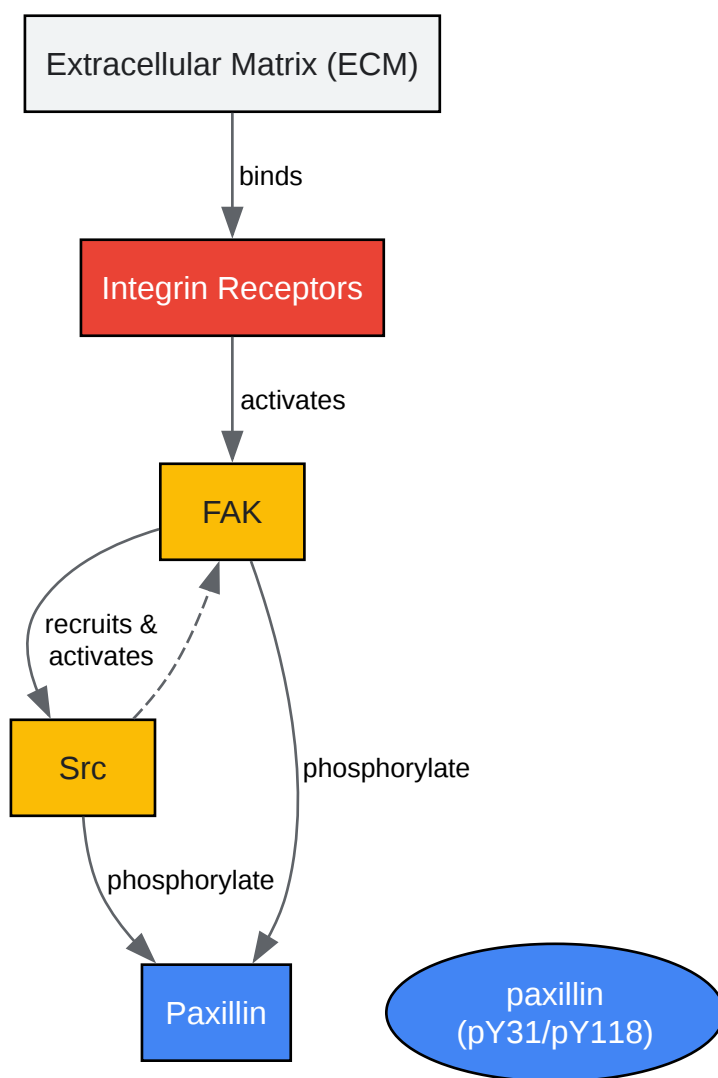 Extracellular Matrix (ECM)
binds
Integrin Receptors
activates
FAK
recruits &
activates
Src
phosphorylate
phosphorylate
Paxillin
paxillin
(pY31/pY118)